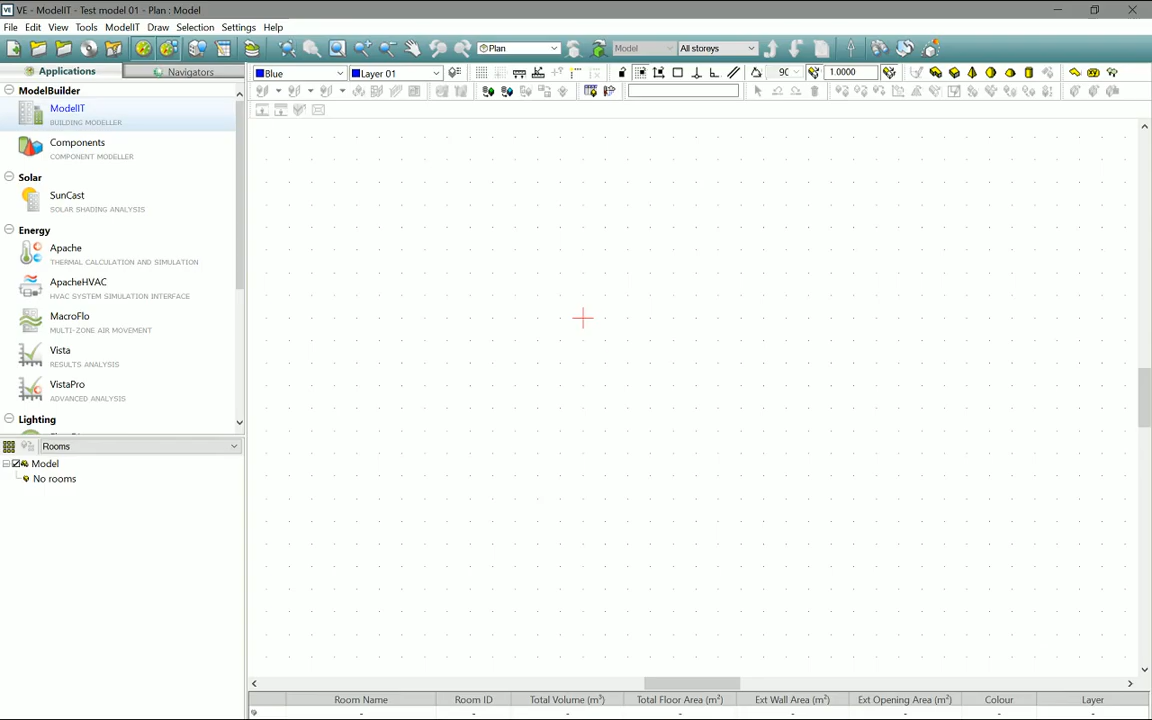 VE VE - ModelIT - Test model 01 - Plan : Model
File Edit View Tools ModelIT Draw Selection Settings Help
Plan Model All storeys
Applications Navigators
Blue Layer 01 90 1.0000
ModelBuilder
ModelIT
BUILDING MODELLER
Components
COMPONENT MODELLER
Solar
SunCast
SOLAR SHADING ANALYSIS
Energy
Apache
THERMAL CALCULATION AND SIMULATION
ApacheHVAC
HVAC SYSTEM SIMULATION INTERFACE
MacroFlo
MULTI-ZONE AIR MOVEMENT
Vista
RESULTS ANALYSIS
VistaPro
ADVANCED ANALYSIS
Lighting
Rooms
Model
No rooms
Room Name Room ID Total Volume (m³) Total Floor Area (m²) Ext Wall Area (m²) Ext Opening Area (m²) Colour Layer
- - - - - - - -